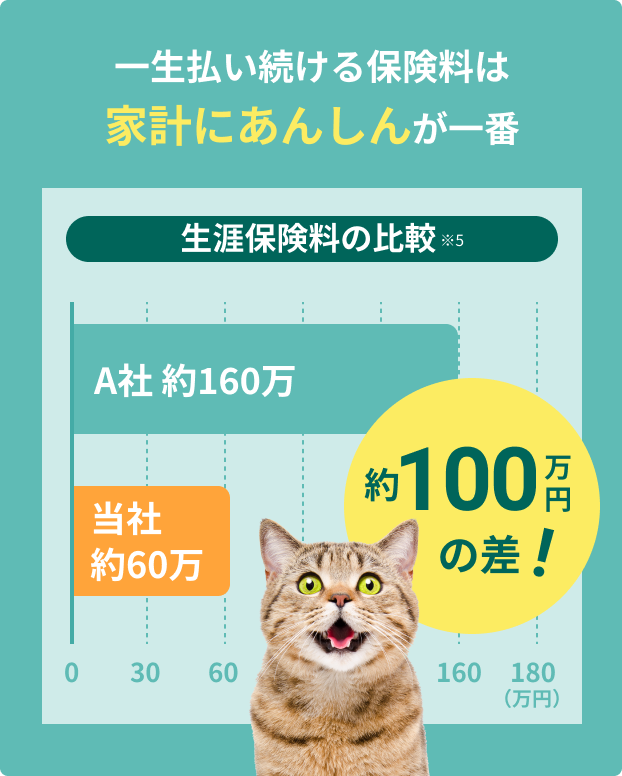 一生払い続ける保険料は
家計にあんしんが一番
生涯保険料の比較 ※5
A社 約160万
約100万円
の差!
当社
約60万
0 30 60 160 180
(万円)